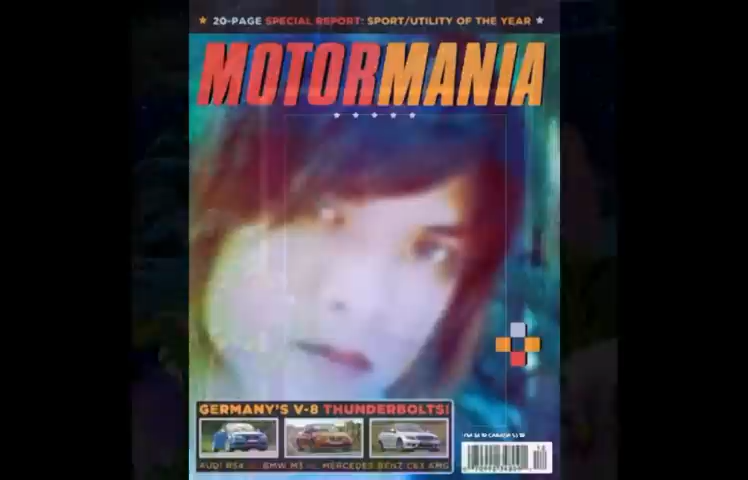 ★ 20-PAGE SPECIAL REPORT: SPORT/UTILITY OF THE YEAR ★
MOTORMANIA
GERMANY'S V-8 THUNDERBOLTS!
AUDI RS4 BMW M3 MERCEDES BENZ C63 AMG